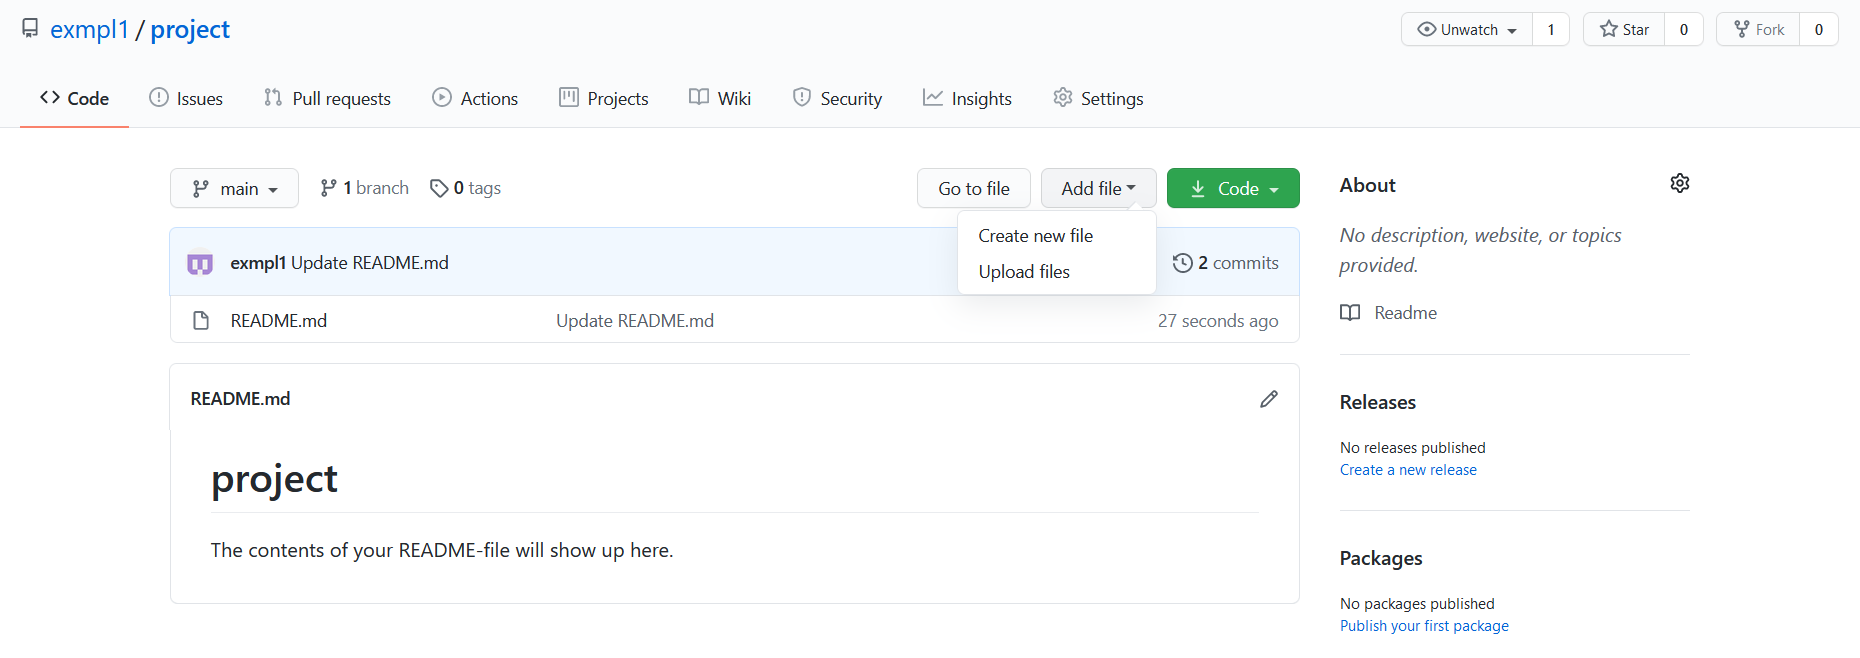 exmpl1 / project
Unwatch 1 Star 0 Fork 0
Code Issues Pull requests Actions Projects Wiki Security Insights Settings
main 1 branch 0 tags Go to file Add file Code
Create new file
Upload files
exmpl1 Update README.md 2 commits
README.md Update README.md 27 seconds ago
README.md
project
The contents of your README-file will show up here.
About
No description, website, or topics
provided.
Readme
Releases
No releases published
Create a new release
Packages
No packages published
Publish your first package